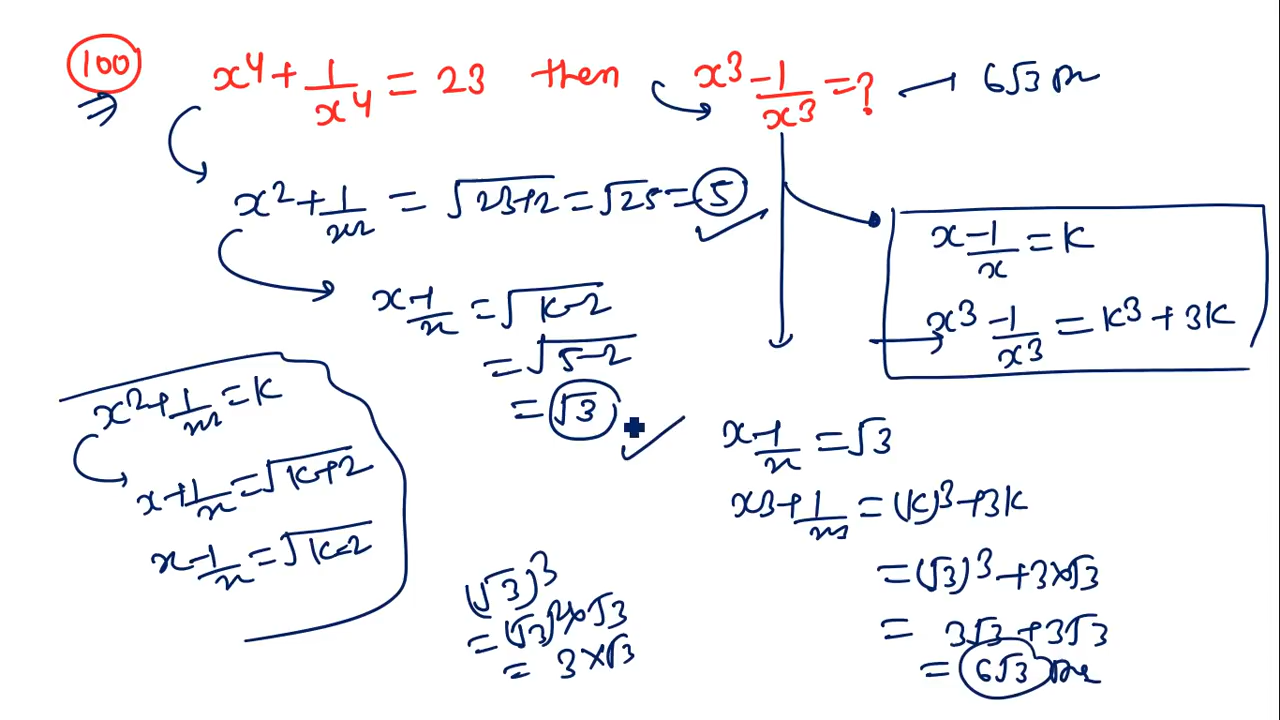 100 x⁴ + 1/x⁴ = 23 then x³ - 1/x³ = ? 6√3 Ans
x² + 1/x² = √23+2 = √25 = 5
x - 1/x = √k-2
= √5-2
= √3
x - 1/x = k
x³ - 1/x³ = k³ + 3k
x² + 1/x² = k
x + 1/x = √k+2
x - 1/x = √k-2
(√3)³
= (√3)² × √3
= 3 × √3
x - 1/x = √3
x3 + 1/x3 = (k)³ + 3k
= (√3)³ + 3×√3
= 3√3 + 3√3
= 6√3 Ans